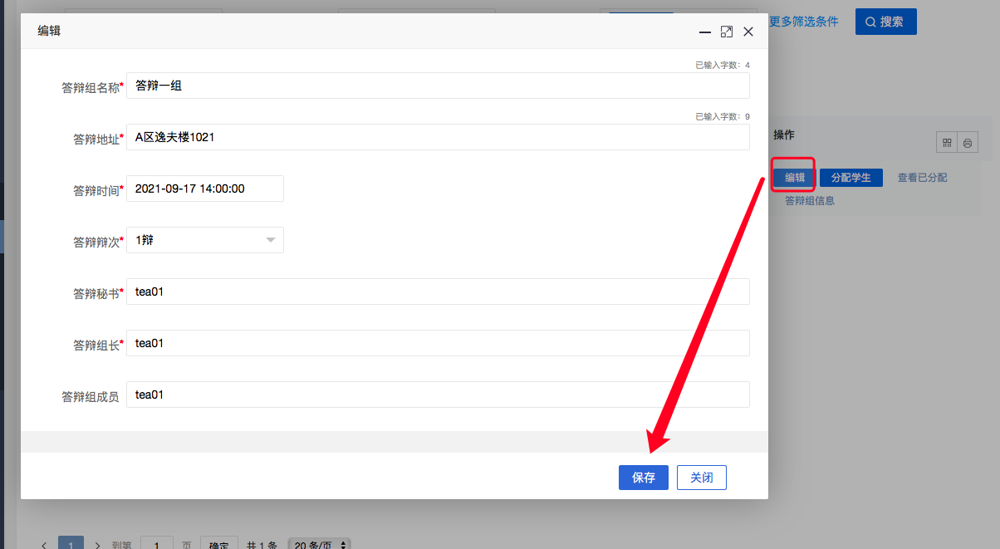 更多筛选条件
搜索
编辑
已输入字数：4
答辩组名称*
答辩一组
已输入字数：9
答辩地址*
A区逸夫楼1021
答辩时间*
2021-09-17 14:00:00
答辩辩次*
1辩
答辩秘书*
tea01
答辩组长*
tea01
答辩组成员
tea01
保存
关闭
操作
编辑
分配学生
查看已分配
答辩组信息
1 到第 1 页 确定 共 1 条 20 条/页